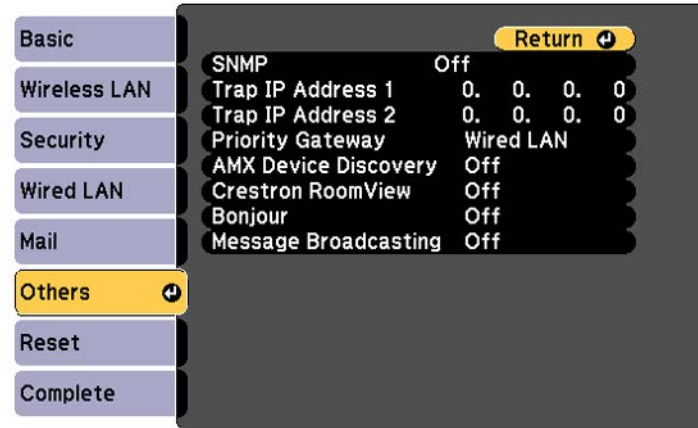 Basic
Wireless LAN
Security
Wired LAN
Mail
Others
Reset
Complete
Return
SNMP Off
Trap IP Address 1 0. 0. 0. 0
Trap IP Address 2 0. 0. 0. 0
Priority Gateway Wired LAN
AMX Device Discovery Off
Crestron RoomView Off
Bonjour Off
Message Broadcasting Off